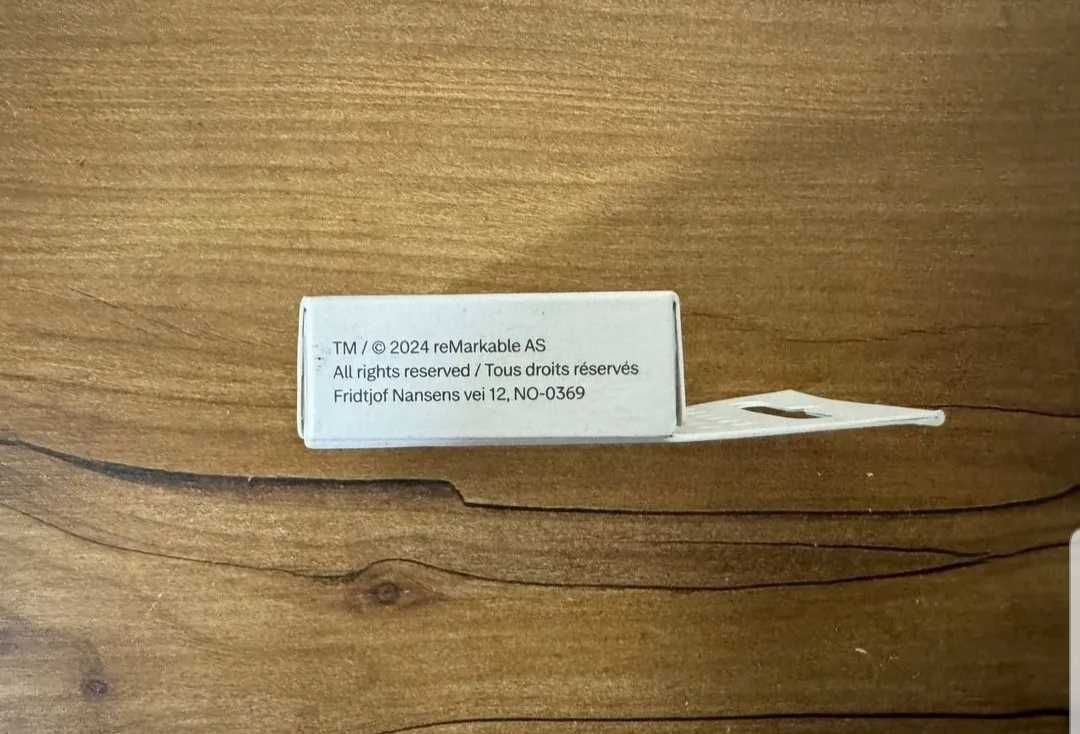 TM / © 2024 reMarkable AS
All rights reserved / Tous droits réservés
Fridtjof Nansens vei 12, NO-0369